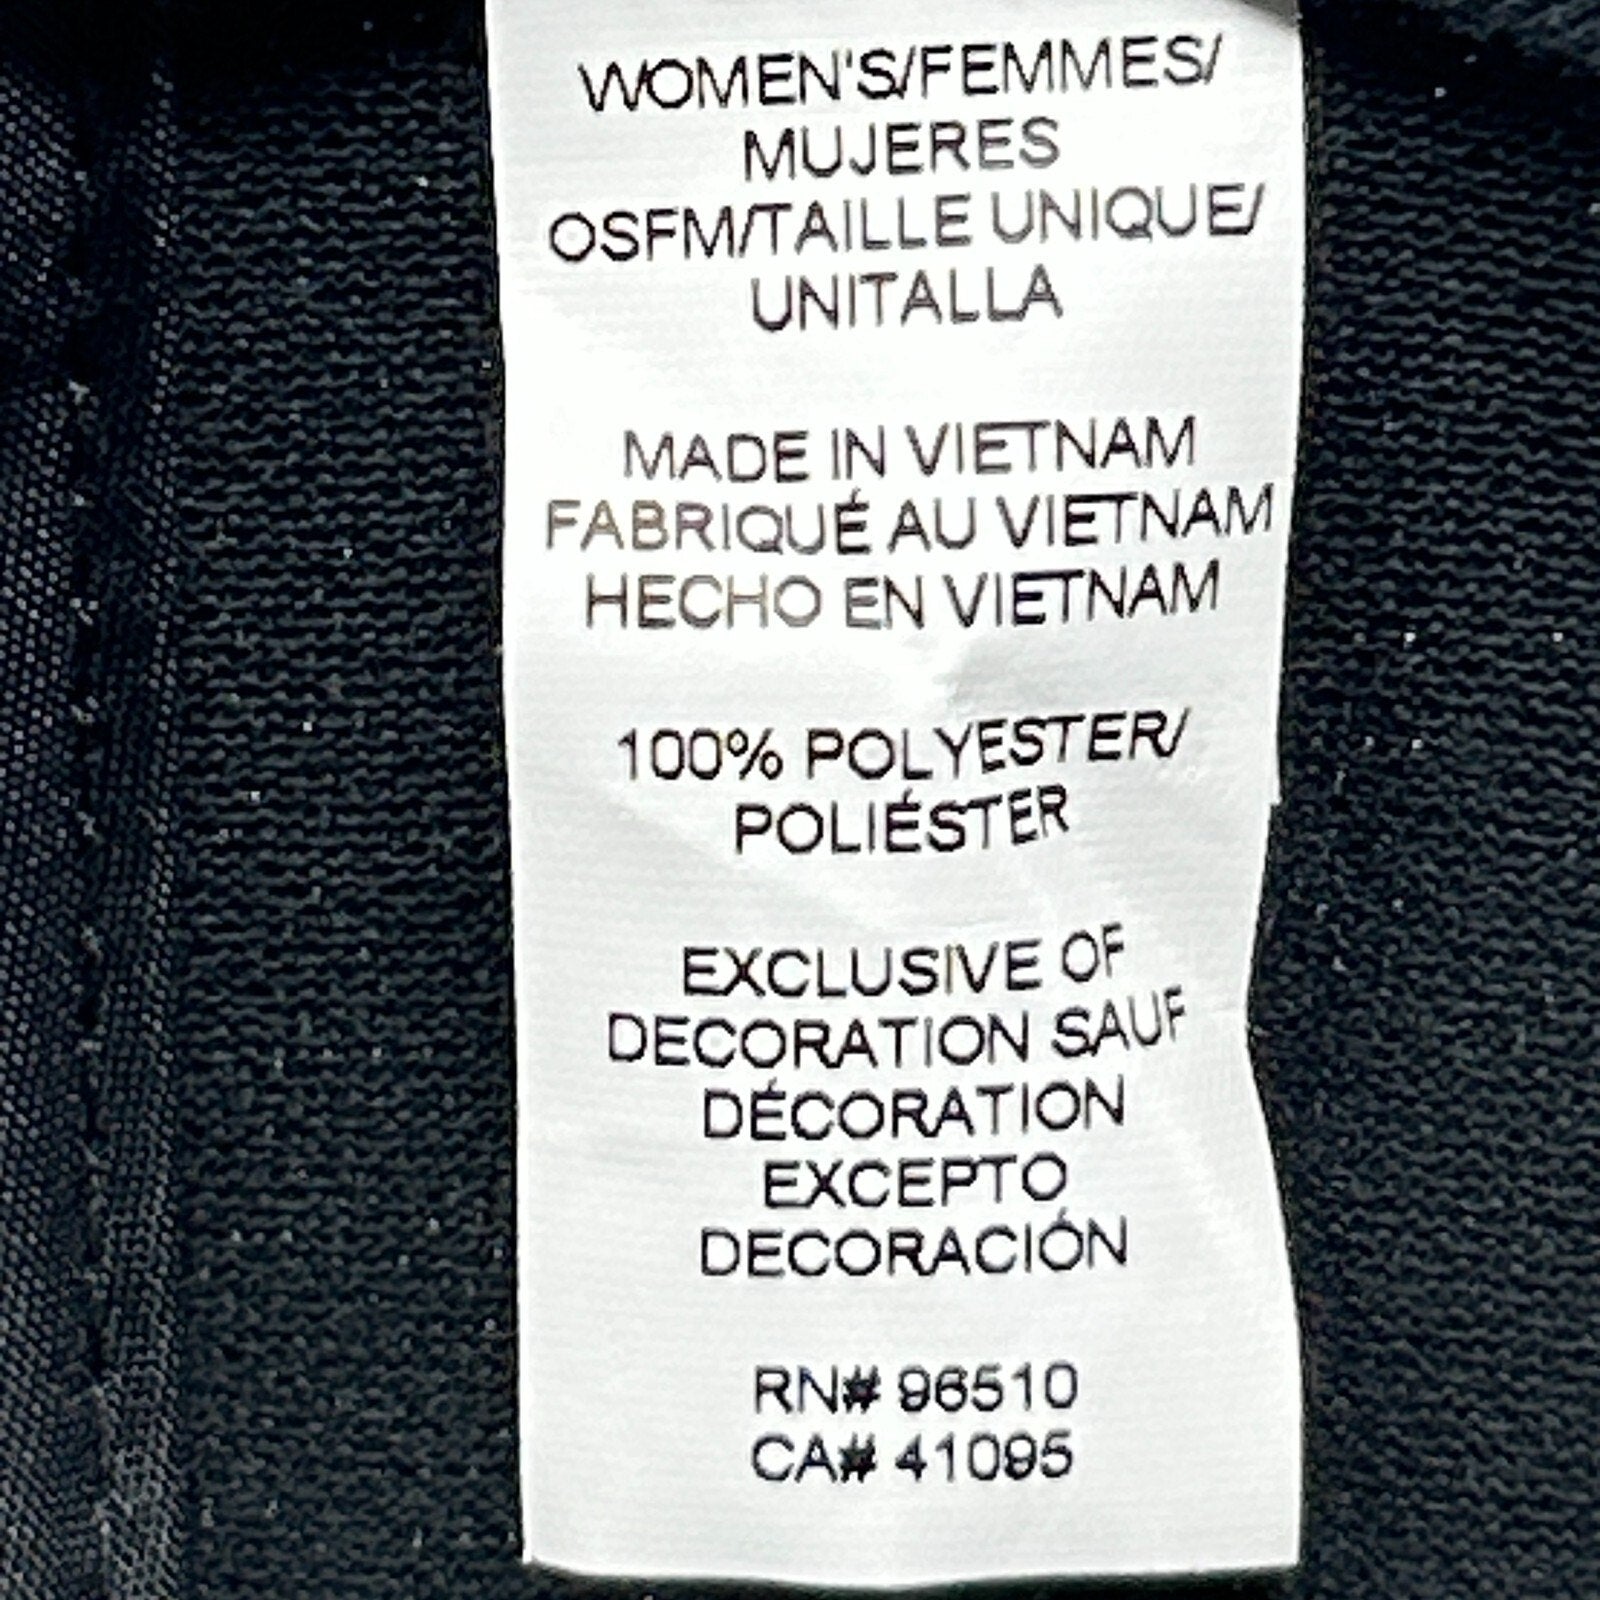 WOMEN'S/FEMMES/
MUJERES
OSFM/TAILLE UNIQUE/
UNITALLA
MADE IN VIETNAM
FABRIQUÉ AU VIETNAM
HECHO EN VIETNAM
100% POLYESTER/
POLIÉSTER
EXCLUSIVE OF
DECORATION SAUF
DÉCORATION
EXCEPTO
DECORACIÓN
RN# 96510
CA# 41095